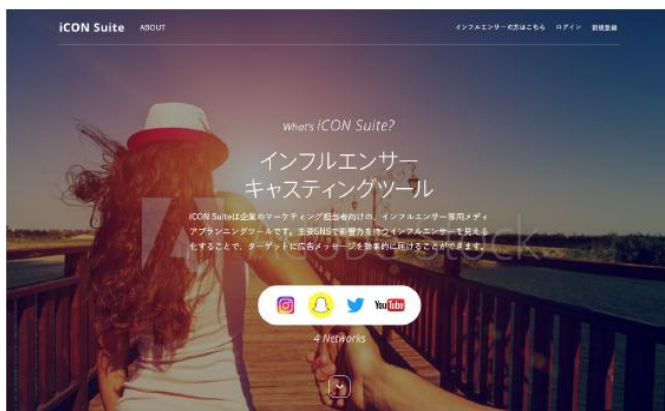 iCON Suite ABOUT インフルエンサーの方はこちら ログイン 新規登録
What's iCON Suite?
インフルエンサー
キャスティングツール
iCON Suiteは企業のマーケティング担当者向けの、インフルエンサー専用メディ
アプランニングツールです。主要SNSで影響力を持つインフルエンサーを見える
化することで、ターゲットに広告メッセージを効果的に届けることができます。
You Tube
4 Networks